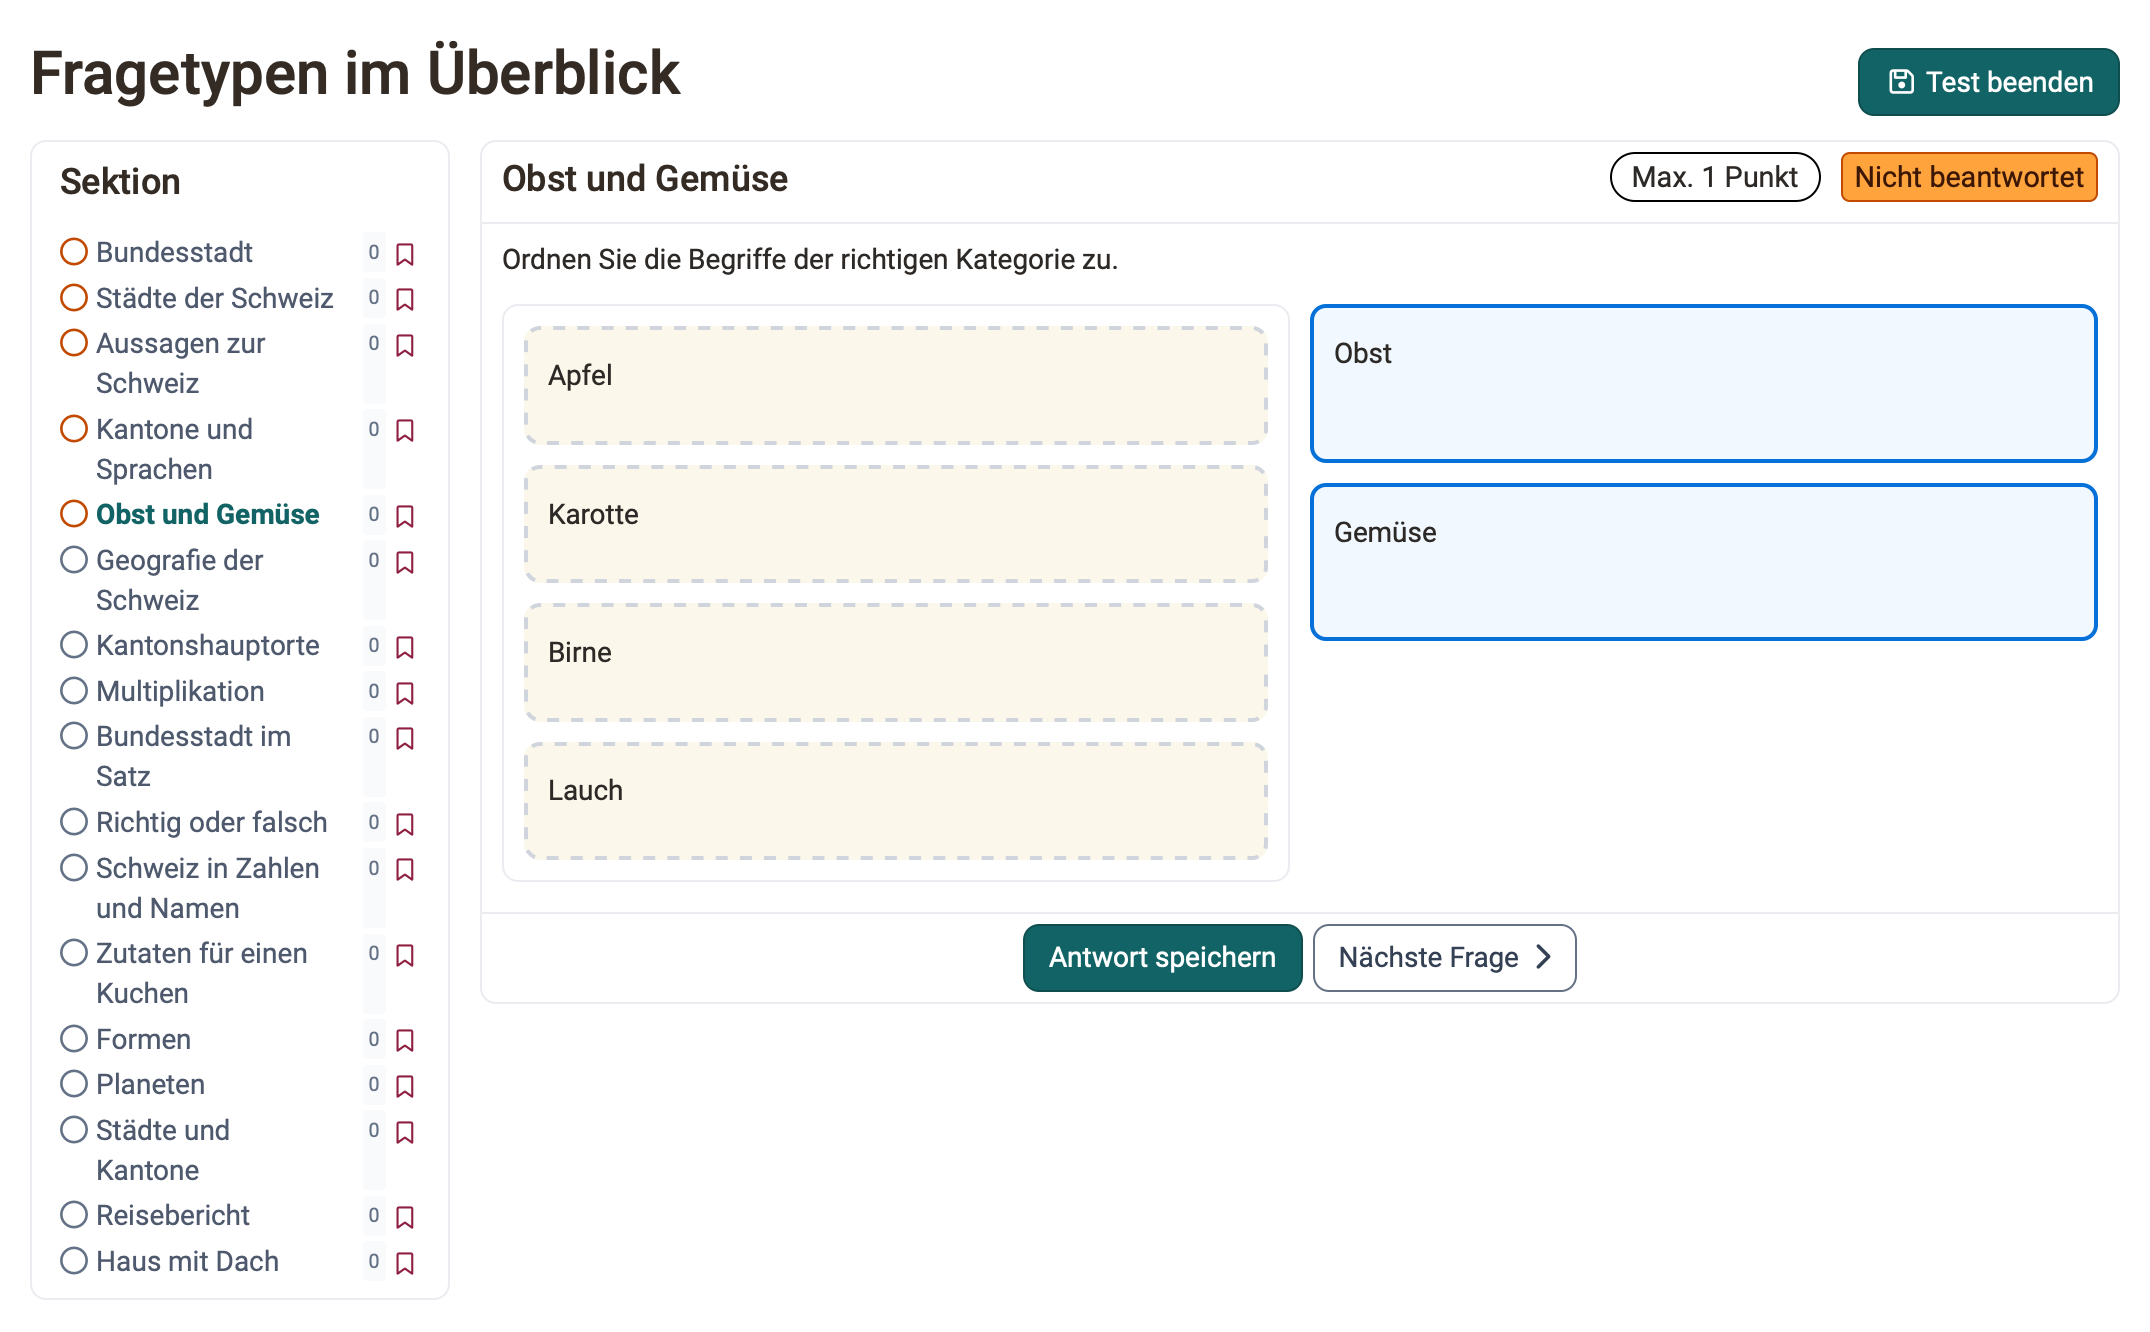 Fragetypen im Überblick
Test beenden
Sektion
Bundesstadt 0
Städte der Schweiz 0
Aussagen zur 0
Schweiz
Kantone und 0
Sprachen
Obst und Gemüse 0
Geografie der 0
Schweiz
Kantonshauptorte 0
Multiplikation 0
Bundesstadt im 0
Satz
Richtig oder falsch 0
Schweiz in Zahlen 0
und Namen
Zutaten für einen 0
Kuchen
Formen 0
Planeten 0
Städte und 0
Kantone
Reisebericht 0
Haus mit Dach 0
Obst und Gemüse
Max. 1 Punkt
Nicht beantwortet
Ordnen Sie die Begriffe der richtigen Kategorie zu.
Apfel
Karotte
Birne
Lauch
Obst
Gemüse
Antwort speichern
Nächste Frage